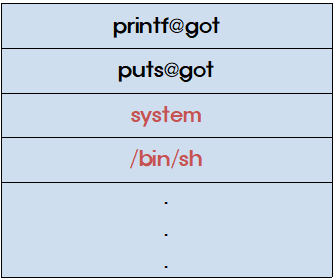 printf@got
puts@got
system
/bin/sh
.
.
.